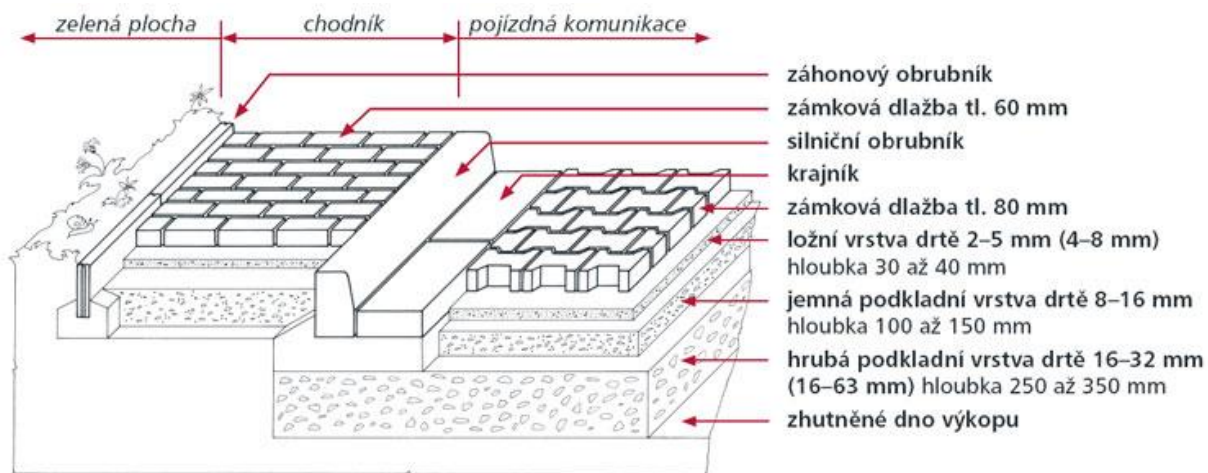 zelená plocha
chodník
pojízdná komunikace
záhonový obrubník
zámková dlažba tl. 60 mm
silniční obrubník
krajník
zámková dlažba tl. 80 mm
ložní vrstva drtě 2–5 mm (4–8 mm)
hloubka 30 až 40 mm
jemná podkladní vrstva drtě 8–16 mm
hloubka 100 až 150 mm
hrubá podkladní vrstva drtě 16–32 mm
(16–63 mm) hloubka 250 až 350 mm
zhutněné dno výkopu